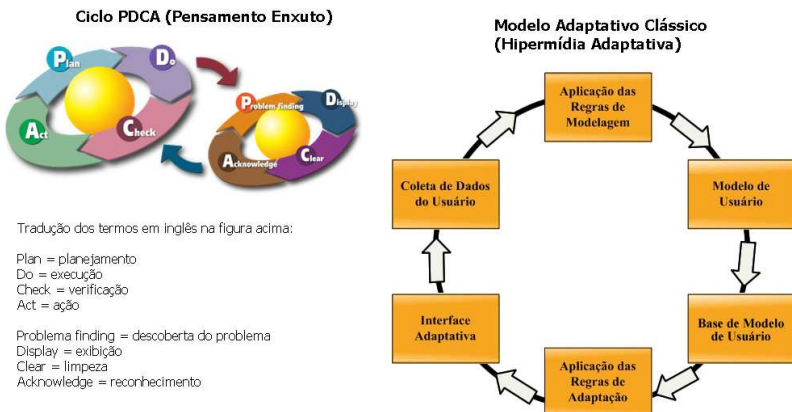 Ciclo PDCA (Pensamento Enxuto)
Plan
Do
Check
Act
Problem finding
Display
Clear
Acknowledge
Tradução dos termos em inglês na figura acima:
Plan = planejamento
Do = execução
Check = verificação
Act = ação
Problema finding = descoberta do problema
Display = exibição
Clear = limpeza
Acknowledge = reconhecimento
Modelo Adaptativo Clássico
(Hipermídia Adaptativa)
Aplicação das
Regras de
Modelagem
Modelo de
Usuário
Base de Modelo
de Usuário
Aplicação das
Regras de
Adaptação
Interface
Adaptativa
Coleta de Dados
do Usuário